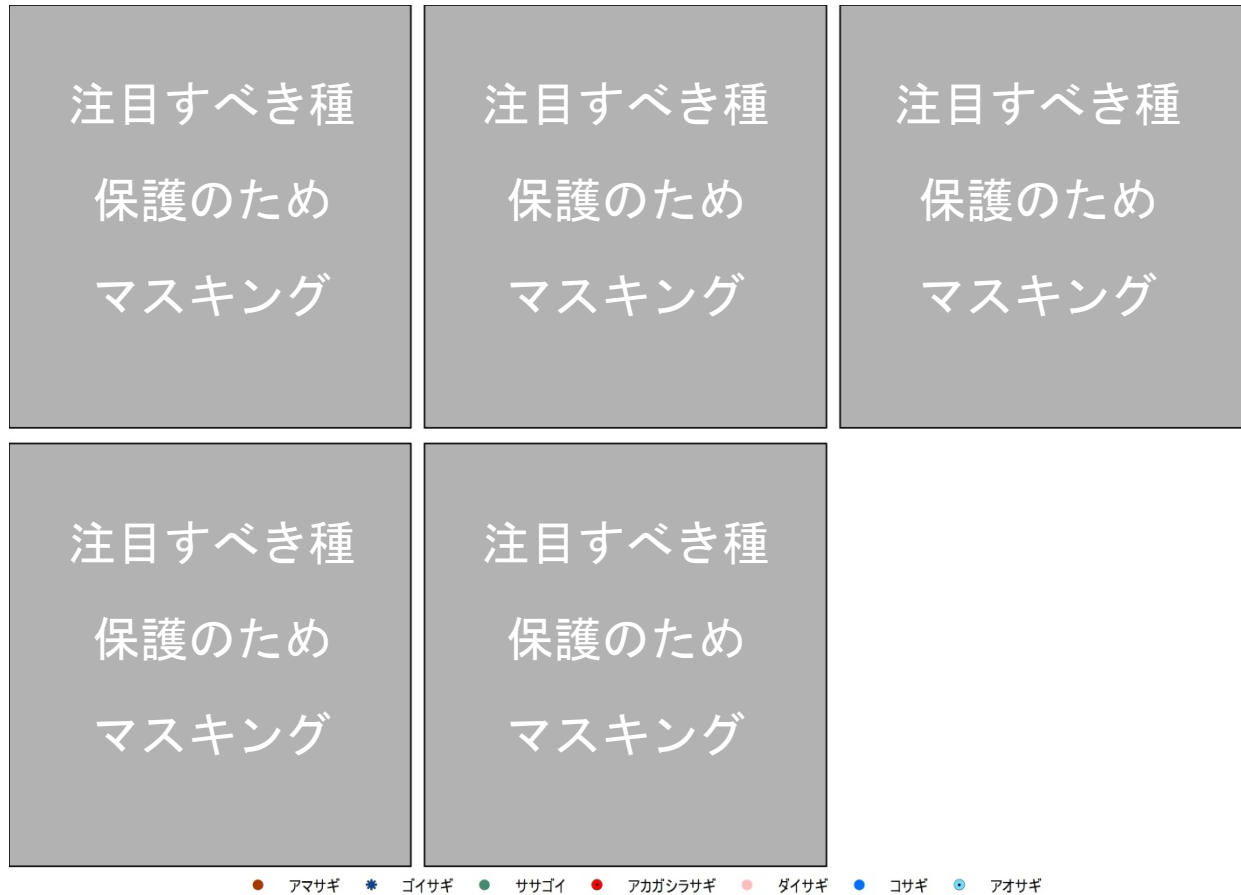 注目すべき種
保護のため
マスキング
注目すべき種
保護のため
マスキング
注目すべき種
保護のため
マスキング
注目すべき種
保護のため
マスキング
注目すべき種
保護のため
マスキング
アマサギ ゴイサギ ササゴイ アカガシラサギ ダイサギ コサギ アオサギ